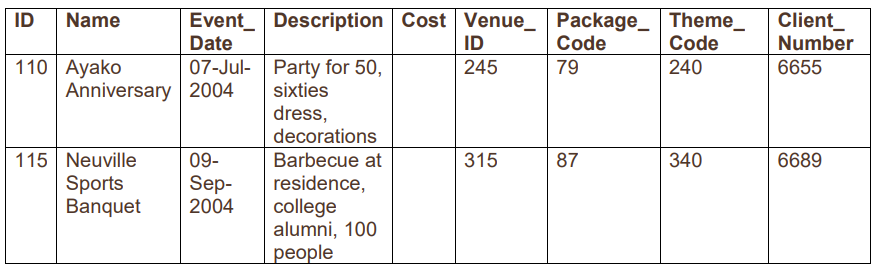 ID Name Event_ Description Cost Venue_ Package_ Theme_ Client_
Date ID Code Code Number
110 Ayako 07-Jul- Party for 50, 245 79 240 6655
Anniversary 2004 sixties
dress,
decorations
115 Neuville 09- Barbecue at 315 87 340 6689
Sports Sep- residence,
Banquet 2004 college
alumni, 100
people